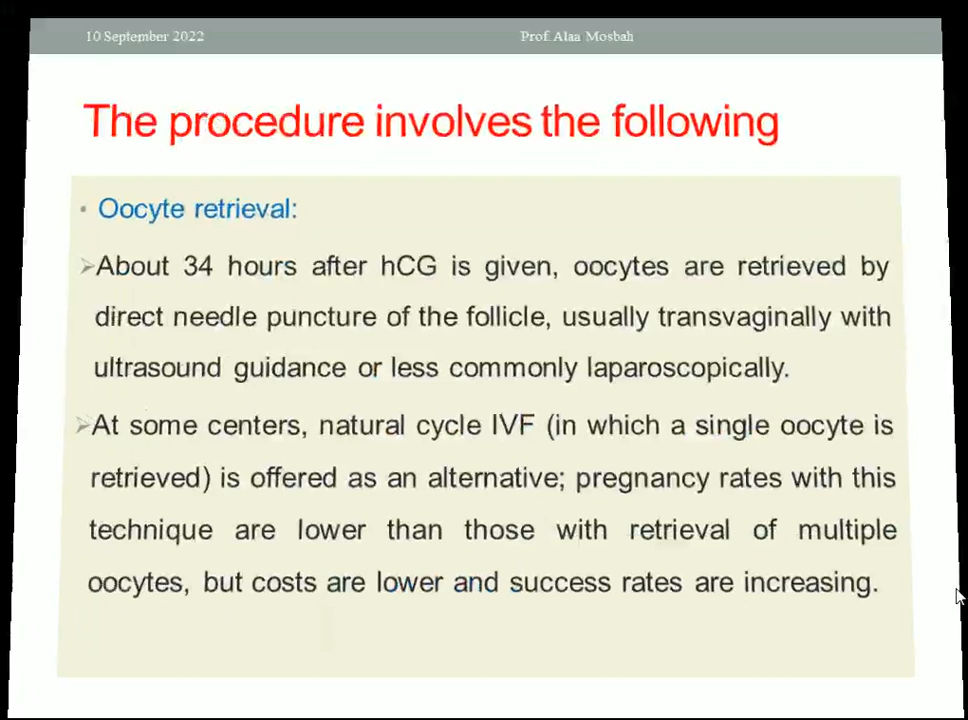 10 September 2022 Prof. Alaa Mosbah
The procedure involves the following
• Oocyte retrieval:
➢About 34 hours after hCG is given, oocytes are retrieved by
direct needle puncture of the follicle, usually transvaginally with
ultrasound guidance or less commonly laparoscopically.
➢At some centers, natural cycle IVF (in which a single oocyte is
retrieved) is offered as an alternative; pregnancy rates with this
technique are lower than those with retrieval of multiple
oocytes, but costs are lower and success rates are increasing.